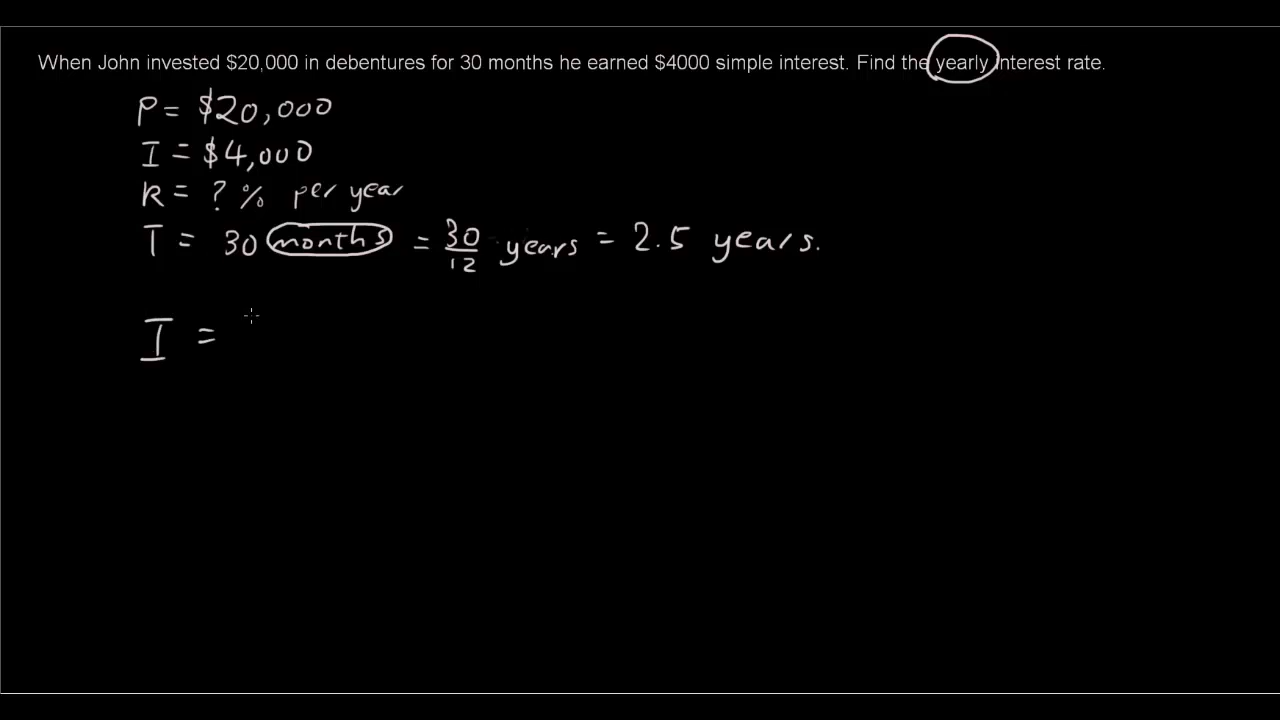 When John invested $20,000 in debentures for 30 months he earned $4000 simple interest. Find the yearly interest rate.
P = $20,000
I = $4,000
R = ? % per year
T = 30 months = 30/12 years = 2.5 years.
I =